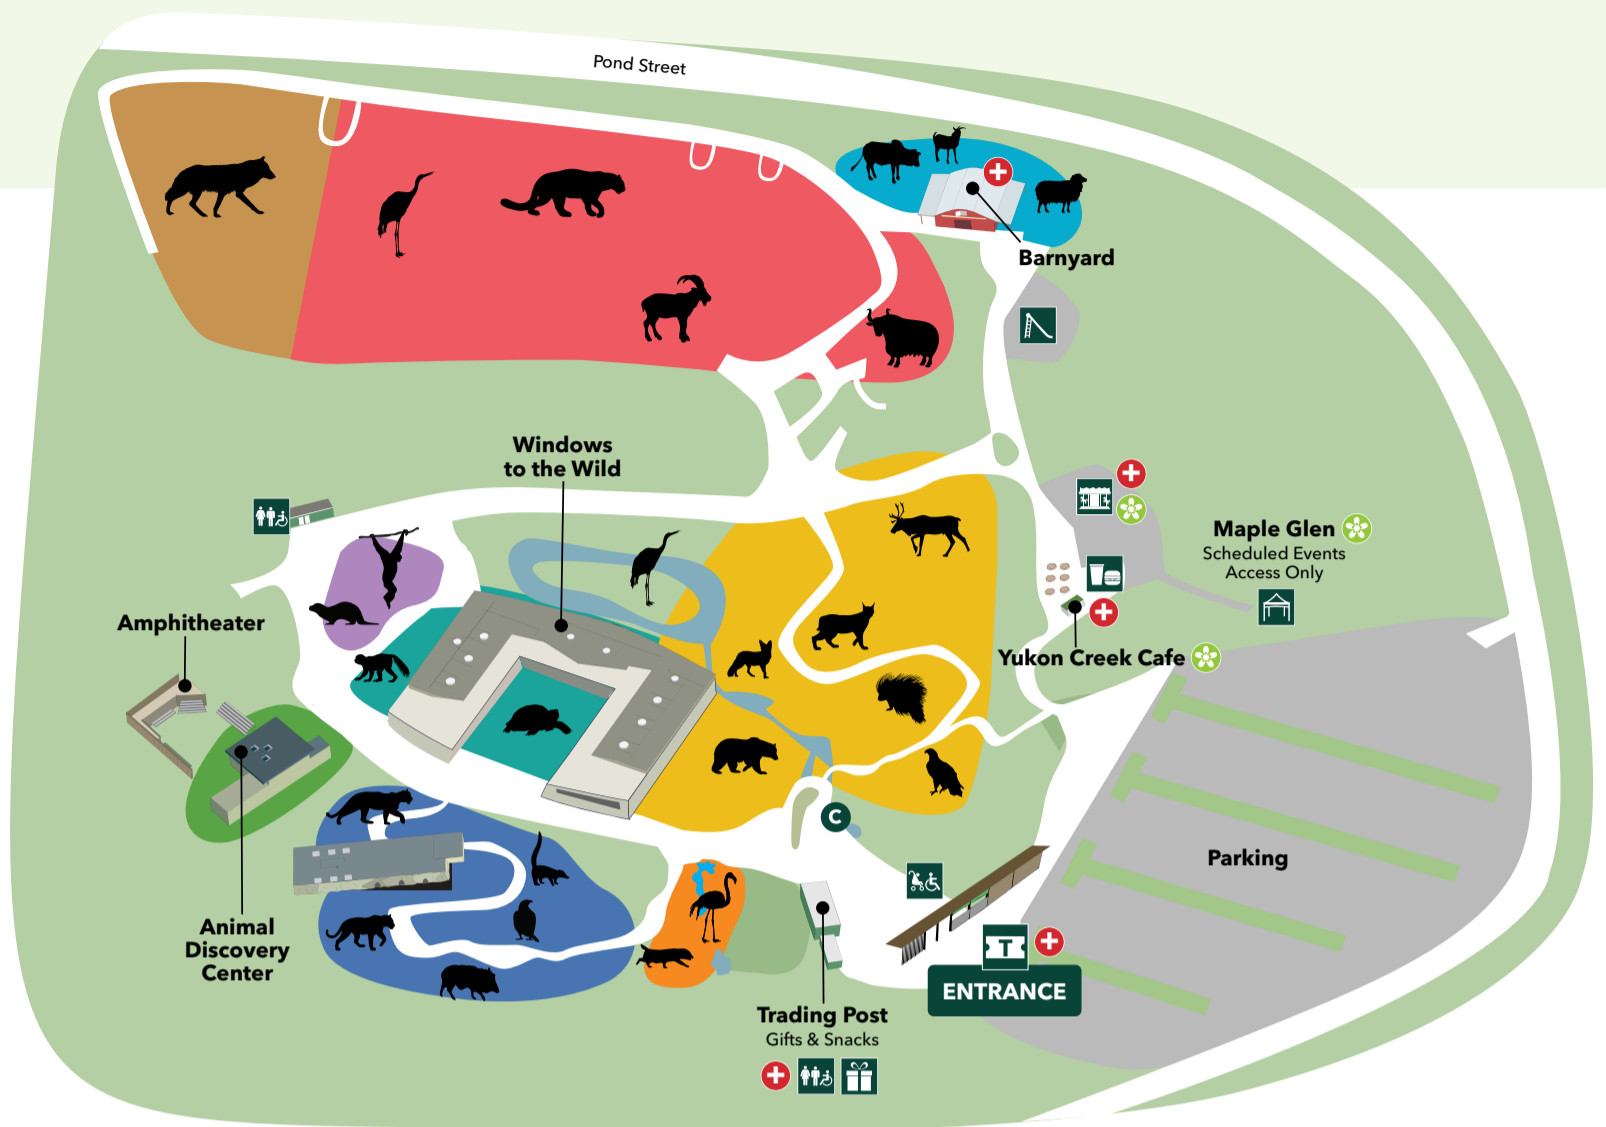 Pond Street
Barnyard
Windows
to the Wild
Maple Glen
Scheduled Events
Access Only
Amphitheater
Yukon Creek Cafe
C
Parking
Animal
Discovery
Center
T
ENTRANCE
Trading Post
Gifts & Snacks